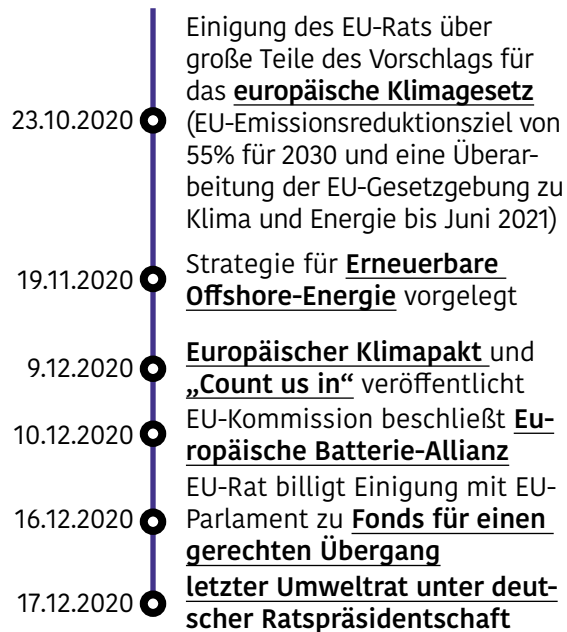 23.10.2020
Einigung des EU-Rats über
große Teile des Vorschlags für
das europäische Klimagesetz
(EU-Emissionsreduktionsziel von
55% für 2030 und eine Überar-
beitung der EU-Gesetzgebung zu
Klima und Energie bis Juni 2021)
19.11.2020
Strategie für Erneuerbare
Offshore-Energie vorgelegt
9.12.2020
Europäischer Klimapakt und
„Count us in“ veröffentlicht
10.12.2020
EU-Kommission beschließt Eu-
ropäische Batterie-Allianz
16.12.2020
EU-Rat billigt Einigung mit EU-
Parlament zu Fonds für einen
gerechten Übergang
17.12.2020
letzter Umweltrat unter deut-
scher Ratspräsidentschaft